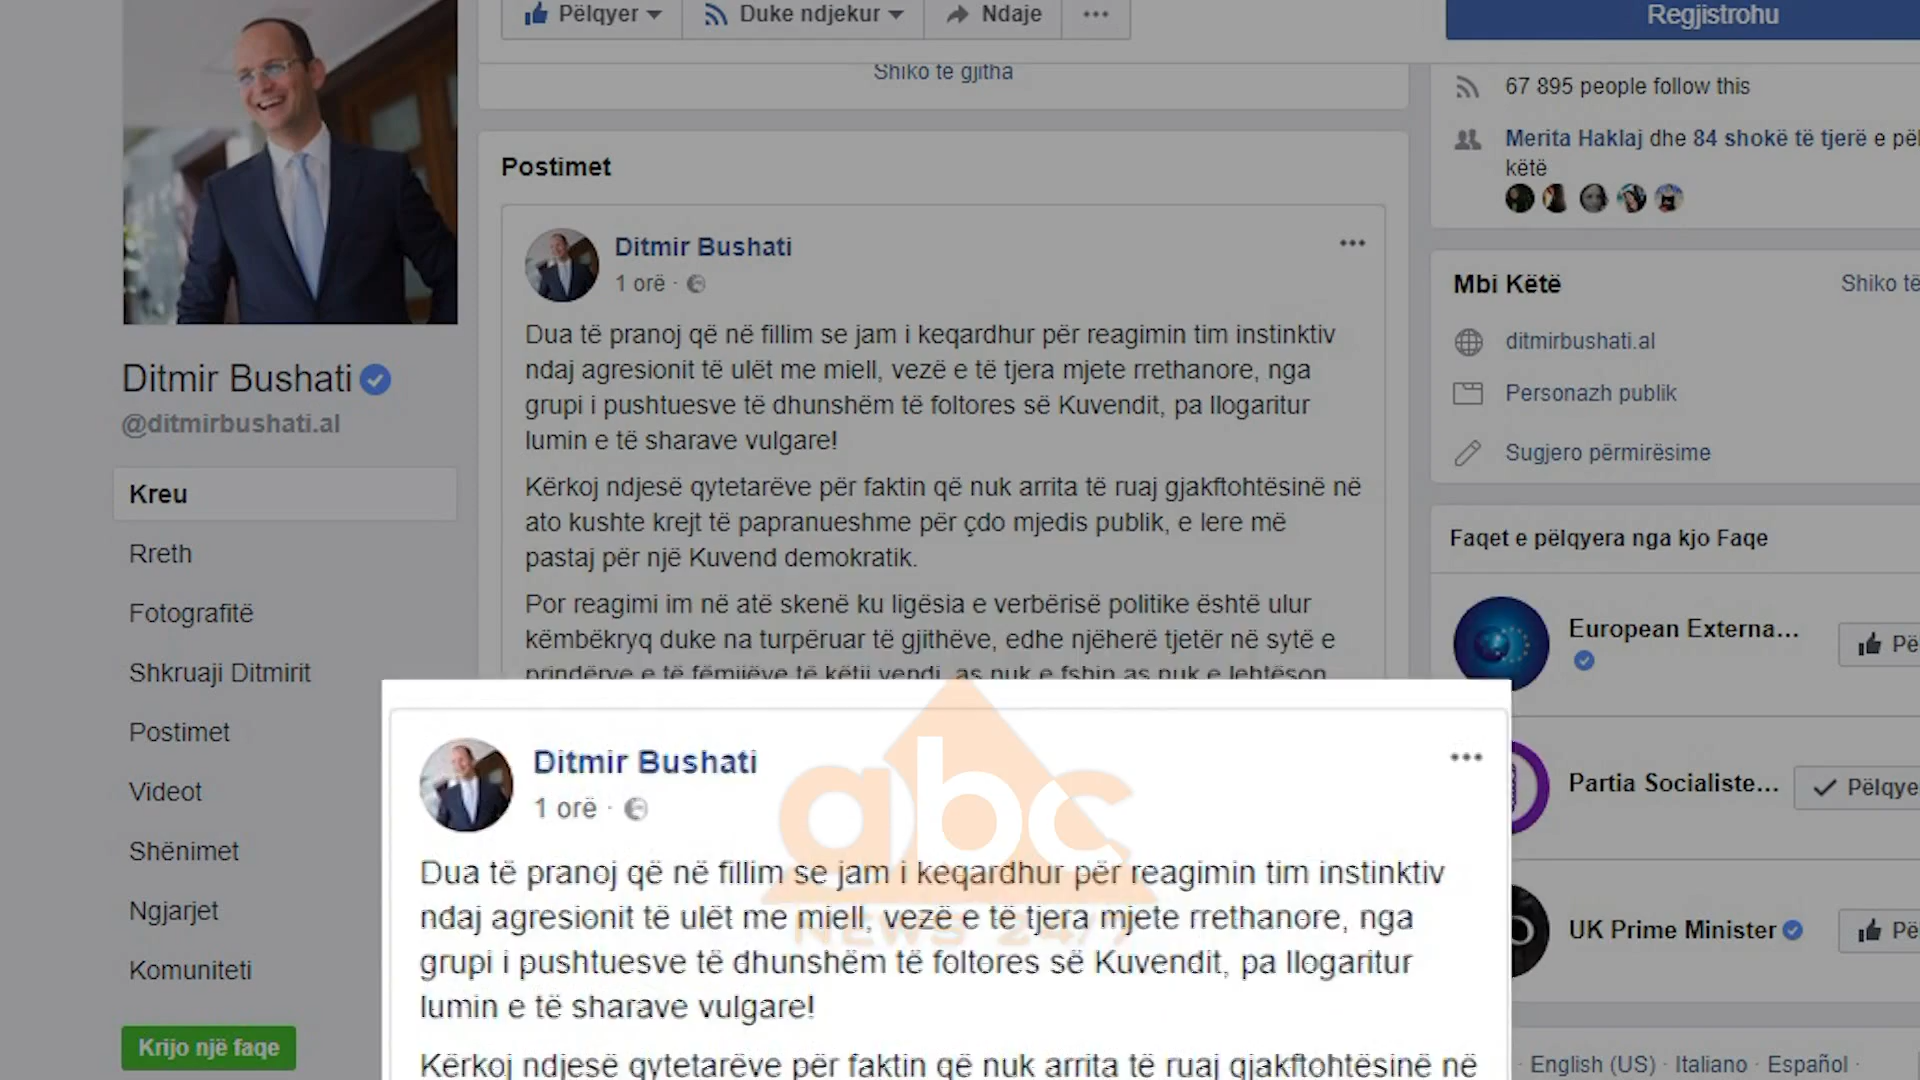 Pëlqyer
Duke ndjekur
Ndaje
Regjistrohu
Shiko të gjitha
67 895 people follow this
Merita Haklaj dhe 84 shokë të tjerë e
këtë
Postimet
Ditmir Bushati
1 orë
Dua të pranoj që në fillim se jam i keqardhur për reagimin tim instinktiv
ndaj agresionit të ulët me miell, vezë e të tjera mjete rrethanore, nga
grupi i pushtuesve të dhunshëm të foltores së Kuvendit, pa llogaritur
lumin e të sharave vulgare!
Kërkoj ndjesë qytetarëve për faktin që nuk arrita të ruaj gjakftohtësinë në
ato kushte krejt të papranueshme për çdo mjedis publik, e lere më
pastaj për një Kuvend demokratik.
Por reagimi im në atë skenë ku ligësia e verbërisë politike është ulur
këmbëkryq duke na turpëruar të gjithëve, edhe njëherë tjetër në sytë e
prindërve e të fëmijëve të këtij vendi, as nuk e fshin as nuk e lehtëson
Ditmir Bushati
@ditmirbushati.al
Kreu
Rreth
Fotografitë
Shkruaji Ditmirit
Postimet
Videot
Shënimet
Ngjarjet
Komuniteti
Krijo një faqe
Mbi Këtë
Shiko të
ditmirbushati.al
Personazh publik
Sugjero përmirësime
Faqet e pëlqyera nga kjo Faqe
European Externa...
Pë
Partia Socialiste...
Pëlqye
UK Prime Minister
Pë
English (US) · Italiano · Español ·
Ditmir Bushati
1 orë
Dua të pranoj që në fillim se jam i keqardhur për reagimin tim instinktiv
ndaj agresionit të ulët me miell, vezë e të tjera mjete rrethanore, nga
grupi i pushtuesve të dhunshëm të foltores së Kuvendit, pa llogaritur
lumin e të sharave vulgare!
Kërkoj ndjesë qytetarëve për faktin që nuk arrita të ruaj gjakftohtësinë në
abc
NEWS 24/7